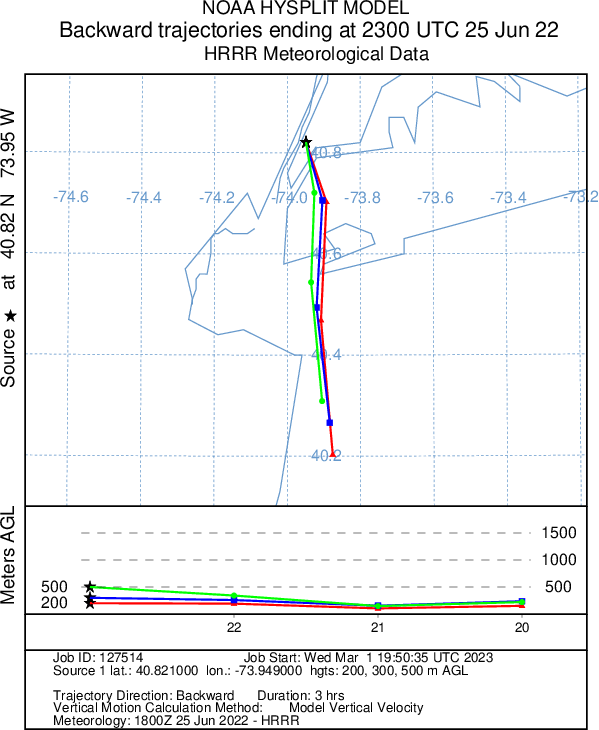 NOAA HYSPLIT MODEL
Backward trajectories ending at 2300 UTC 25 Jun 22
HRRR Meteorological Data
Source ★ at 40.82 N 73.95 W
40.8
-74.6 -74.4 -74.2 -74.0 -73.8 -73.6 -73.4 -73.2
40.6
40.4
40.2
Meters AGL
1500
1000
500 500
200
22 21 20
Job ID: 127514 Job Start: Wed Mar 1 19:50:35 UTC 2023
Source 1 lat.: 40.821000 lon.: -73.949000 hgts: 200, 300, 500 m AGL
Trajectory Direction: Backward Duration: 3 hrs
Vertical Motion Calculation Method: Model Vertical Velocity
Meteorology: 1800Z 25 Jun 2022 - HRRR